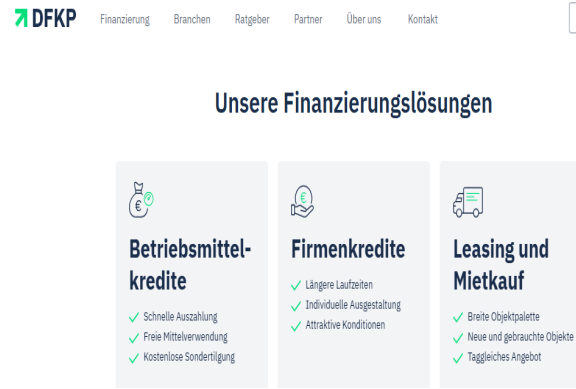 DFKP Finanzierung Branchen Ratgeber Partner Über uns Kontakt
Unsere Finanzierungslösungen
Betriebsmittel-
kredite
Schnelle Auszahlung
Freie Mittelverwendung
Kostenlose Sondertilgung
Firmenkredite
Längere Laufzeiten
Individuelle Ausgestaltung
Attraktive Konditionen
Leasing und
Mietkauf
Breite Objektpalette
Neue und gebrauchte Objekte
Taggleiches Angebot